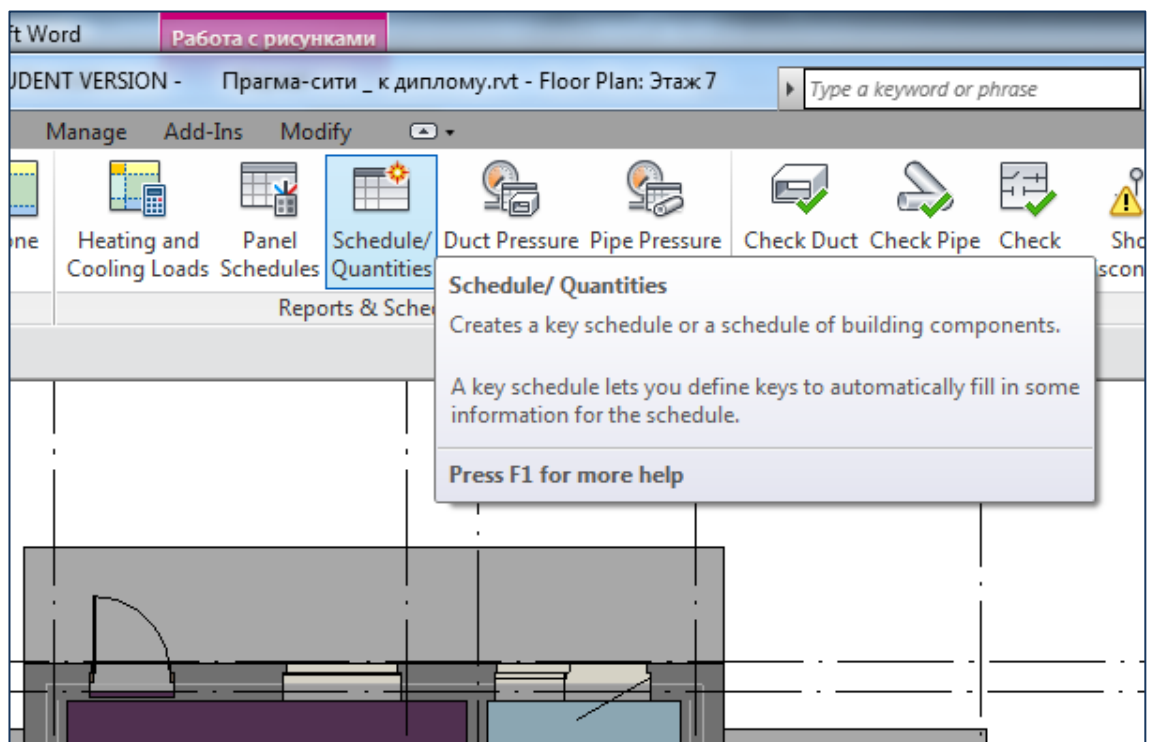 ft Word Работа с рисунками
UDENT VERSION - Прагма-сити _ к диплому.rvt - Floor Plan: Этаж 7 Type a keyword or phrase
Manage Add-Ins Modify
one Heating and Panel Schedule/ Duct Pressure Pipe Pressure Check Duct Check Pipe Check Sho
Cooling Loads Schedules Quantities scon
Reports & Sche
Schedule/ Quantities
Creates a key schedule or a schedule of building components.
A key schedule lets you define keys to automatically fill in some
information for the schedule.
Press F1 for more help